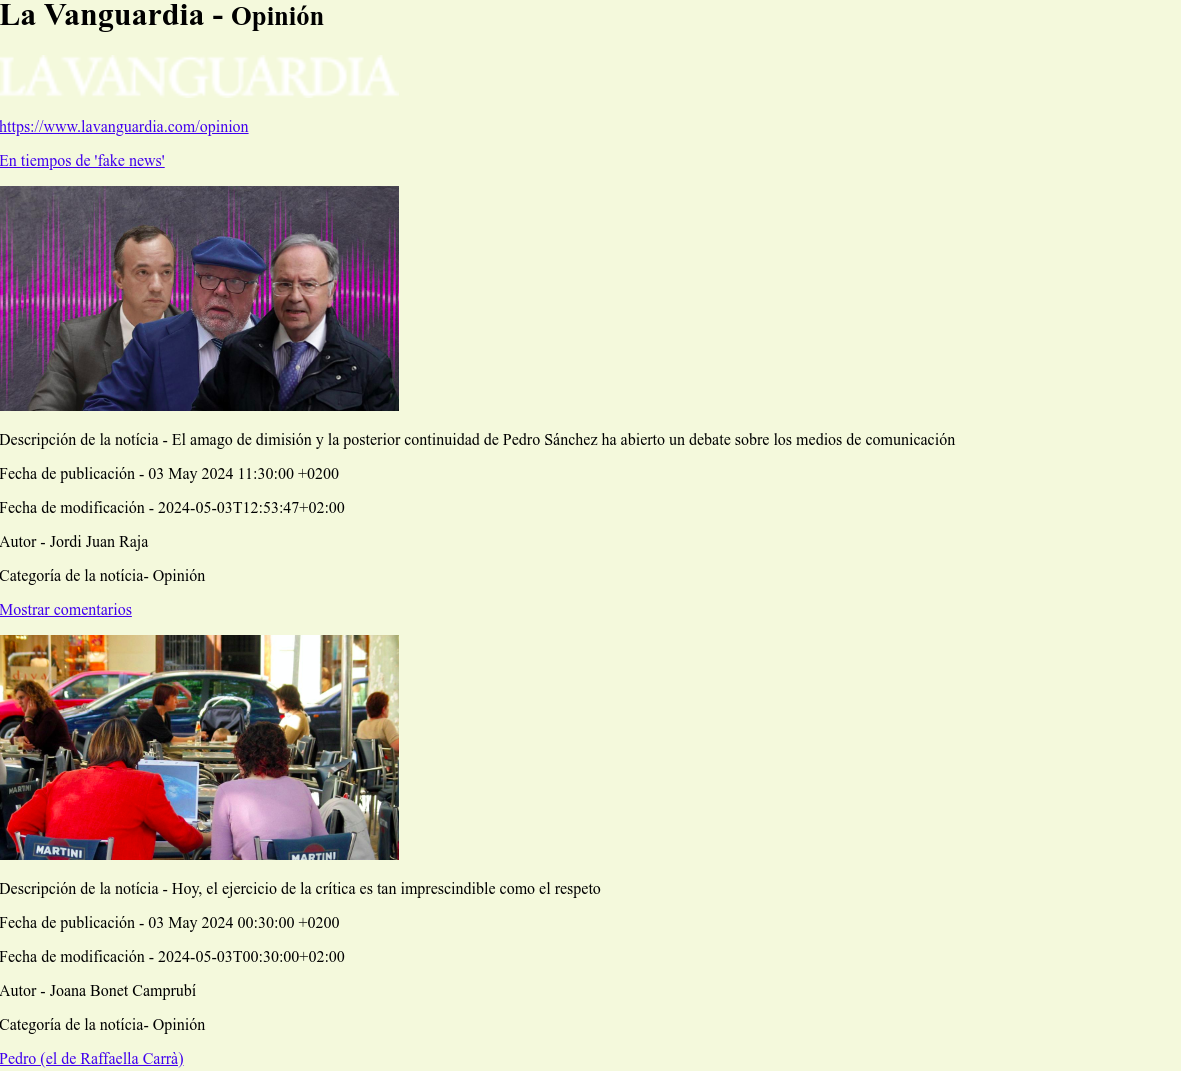 La Vanguardia - Opinión
LA VANGUARDIA
https://www.lavanguardia.com/opinion
En tiempos de 'fake news'
Descripción de la notícia - El amago de dimisión y la posterior continuidad de Pedro Sánchez ha abierto un debate sobre los medios de comunicación
Fecha de publicación - 03 May 2024 11:30:00 +0200
Fecha de modificación - 2024-05-03T12:53:47+02:00
Autor - Jordi Juan Raja
Categoría de la notícia- Opinión
Mostrar comentarios
MARTINI
MARTINI
MARTINI
Descripción de la notícia - Hoy, el ejercicio de la crítica es tan imprescindible como el respeto
Fecha de publicación - 03 May 2024 00:30:00 +0200
Fecha de modificación - 2024-05-03T00:30:00+02:00
Autor - Joana Bonet Camprubí
Categoría de la notícia- Opinión
Pedro (el de Raffaella Carrà)